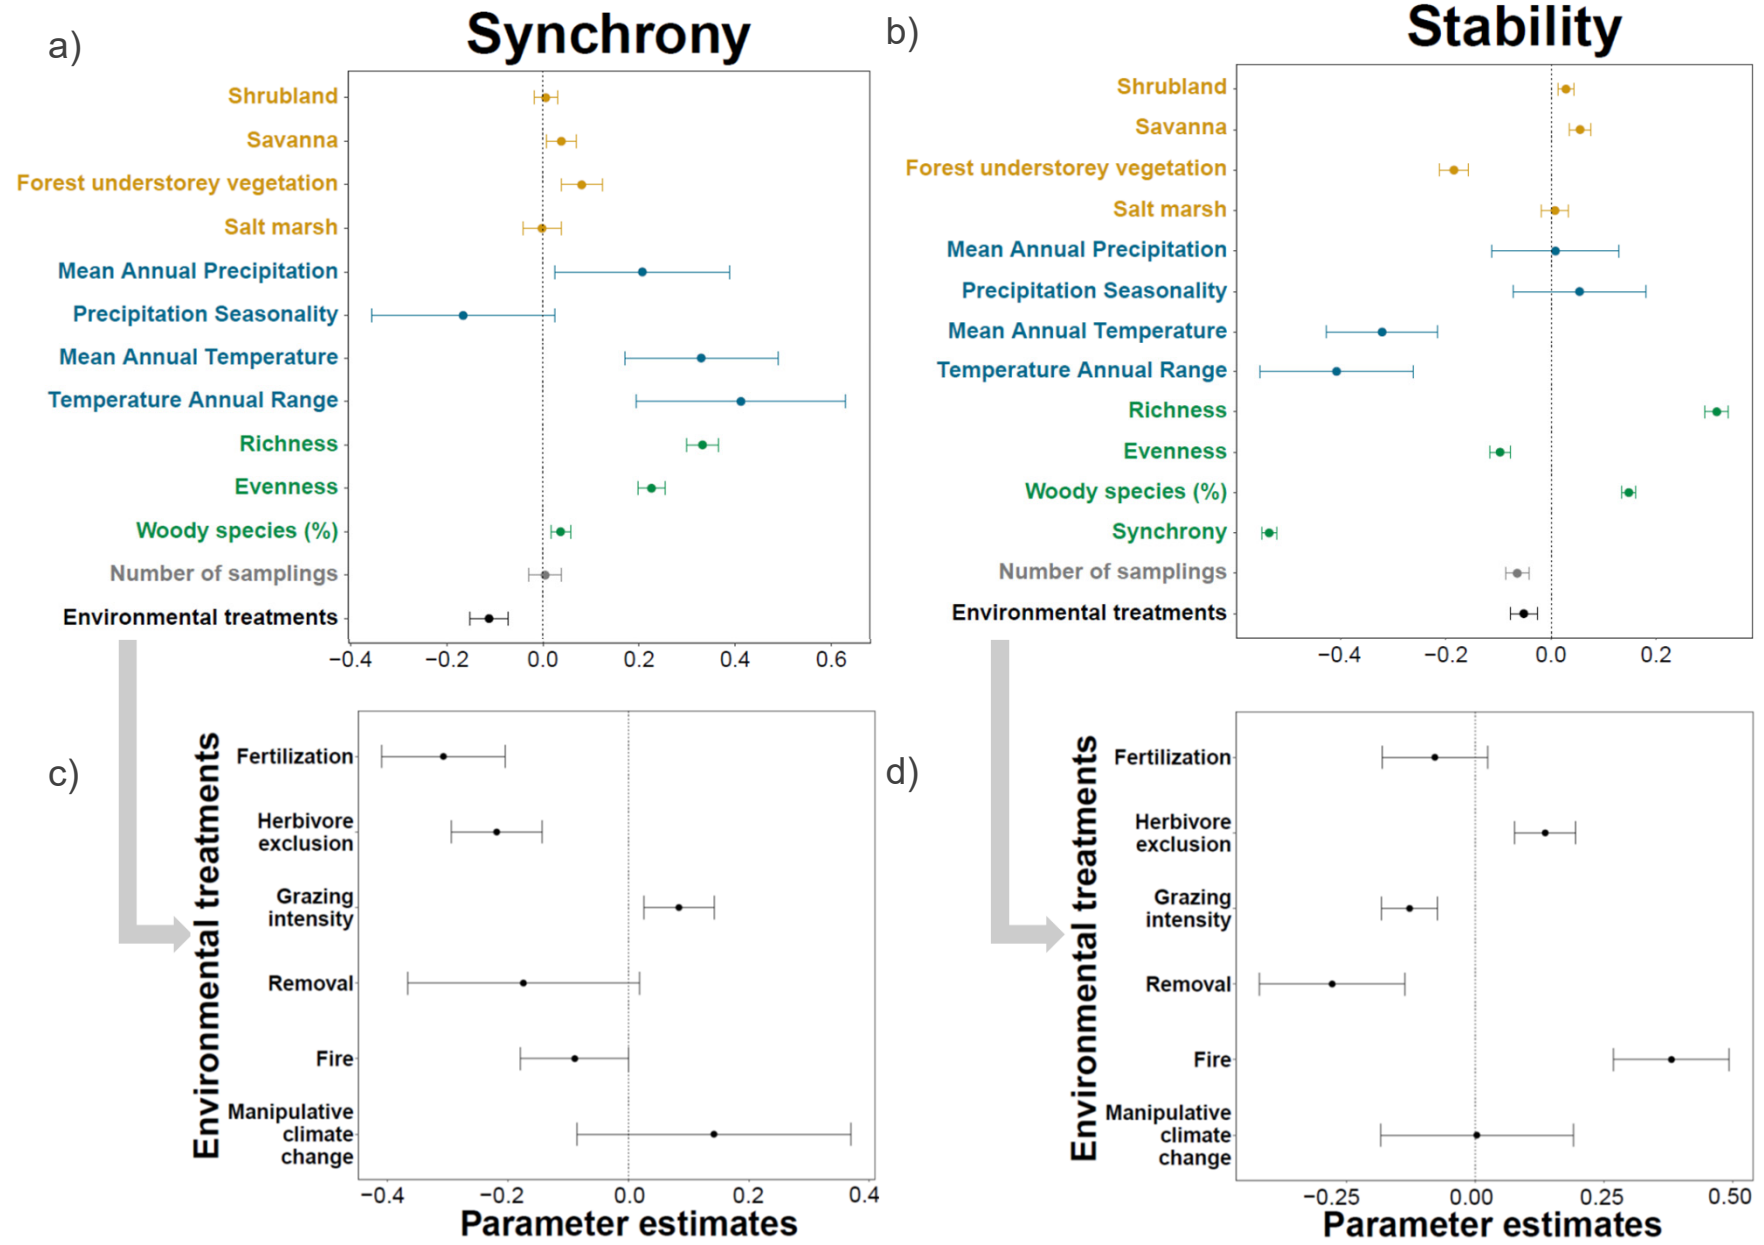 a)
Synchrony
Shrubland
Savanna
Forest understorey vegetation
Salt marsh
Mean Annual Precipitation
Precipitation Seasonality
Mean Annual Temperature
Temperature Annual Range
Richness
Evenness
Woody species (%)
Number of samplings
Environmental treatments
−0.4 −0.2 0.0 0.2 0.4 0.6
b)
Stability
Shrubland
Savanna
Forest understorey vegetation
Salt marsh
Mean Annual Precipitation
Precipitation Seasonality
Mean Annual Temperature
Temperature Annual Range
Richness
Evenness
Woody species (%)
Synchrony
Number of samplings
Environmental treatments
−0.4 −0.2 0.0 0.2
c)
Environmental treatments
Fertilization
Herbivore
exclusion
Grazing
intensity
Removal
Fire
Manipulative
climate
change
−0.4 −0.2 0.0 0.2 0.4
Parameter estimates
d)
Environmental treatments
Fertilization
Herbivore
exclusion
Grazing
intensity
Removal
Fire
Manipulative
climate
change
−0.25 0.00 0.25 0.50
Parameter estimates